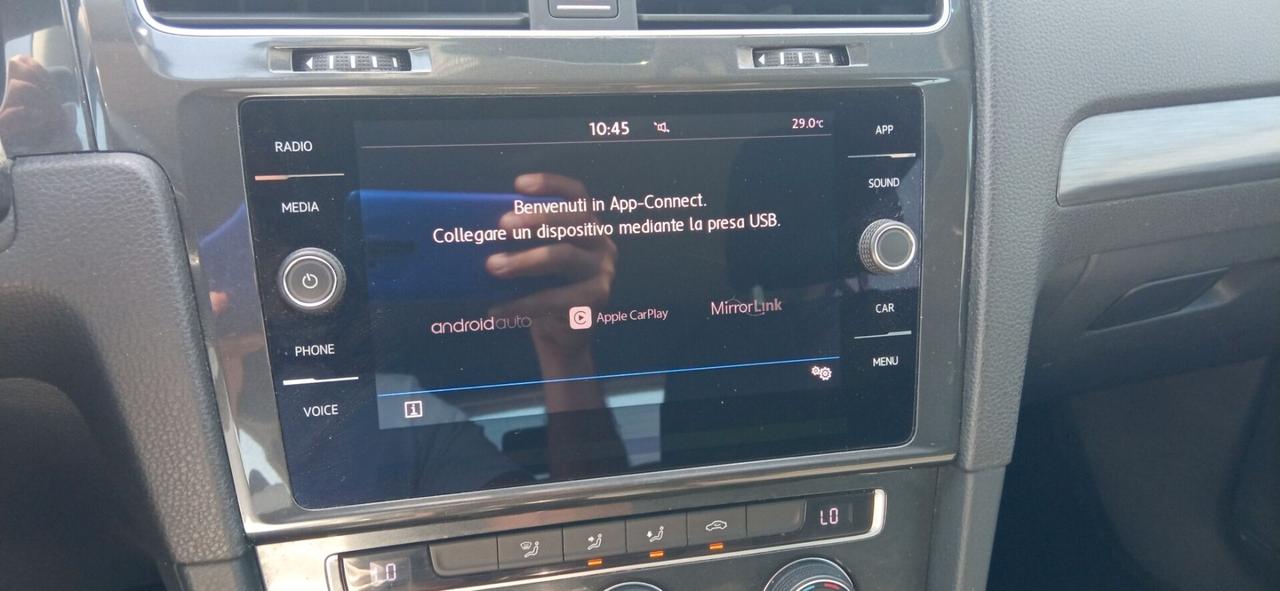 10:45
29.0°C
RADIO
MEDIA
PHONE
VOICE
Benvenuti in App-Connect.
Collegare un dispositivo mediante la presa USB.
androidauto
Apple CarPlay
MirrorLink
i
APP
SOUND
CAR
MENU
LO
LO